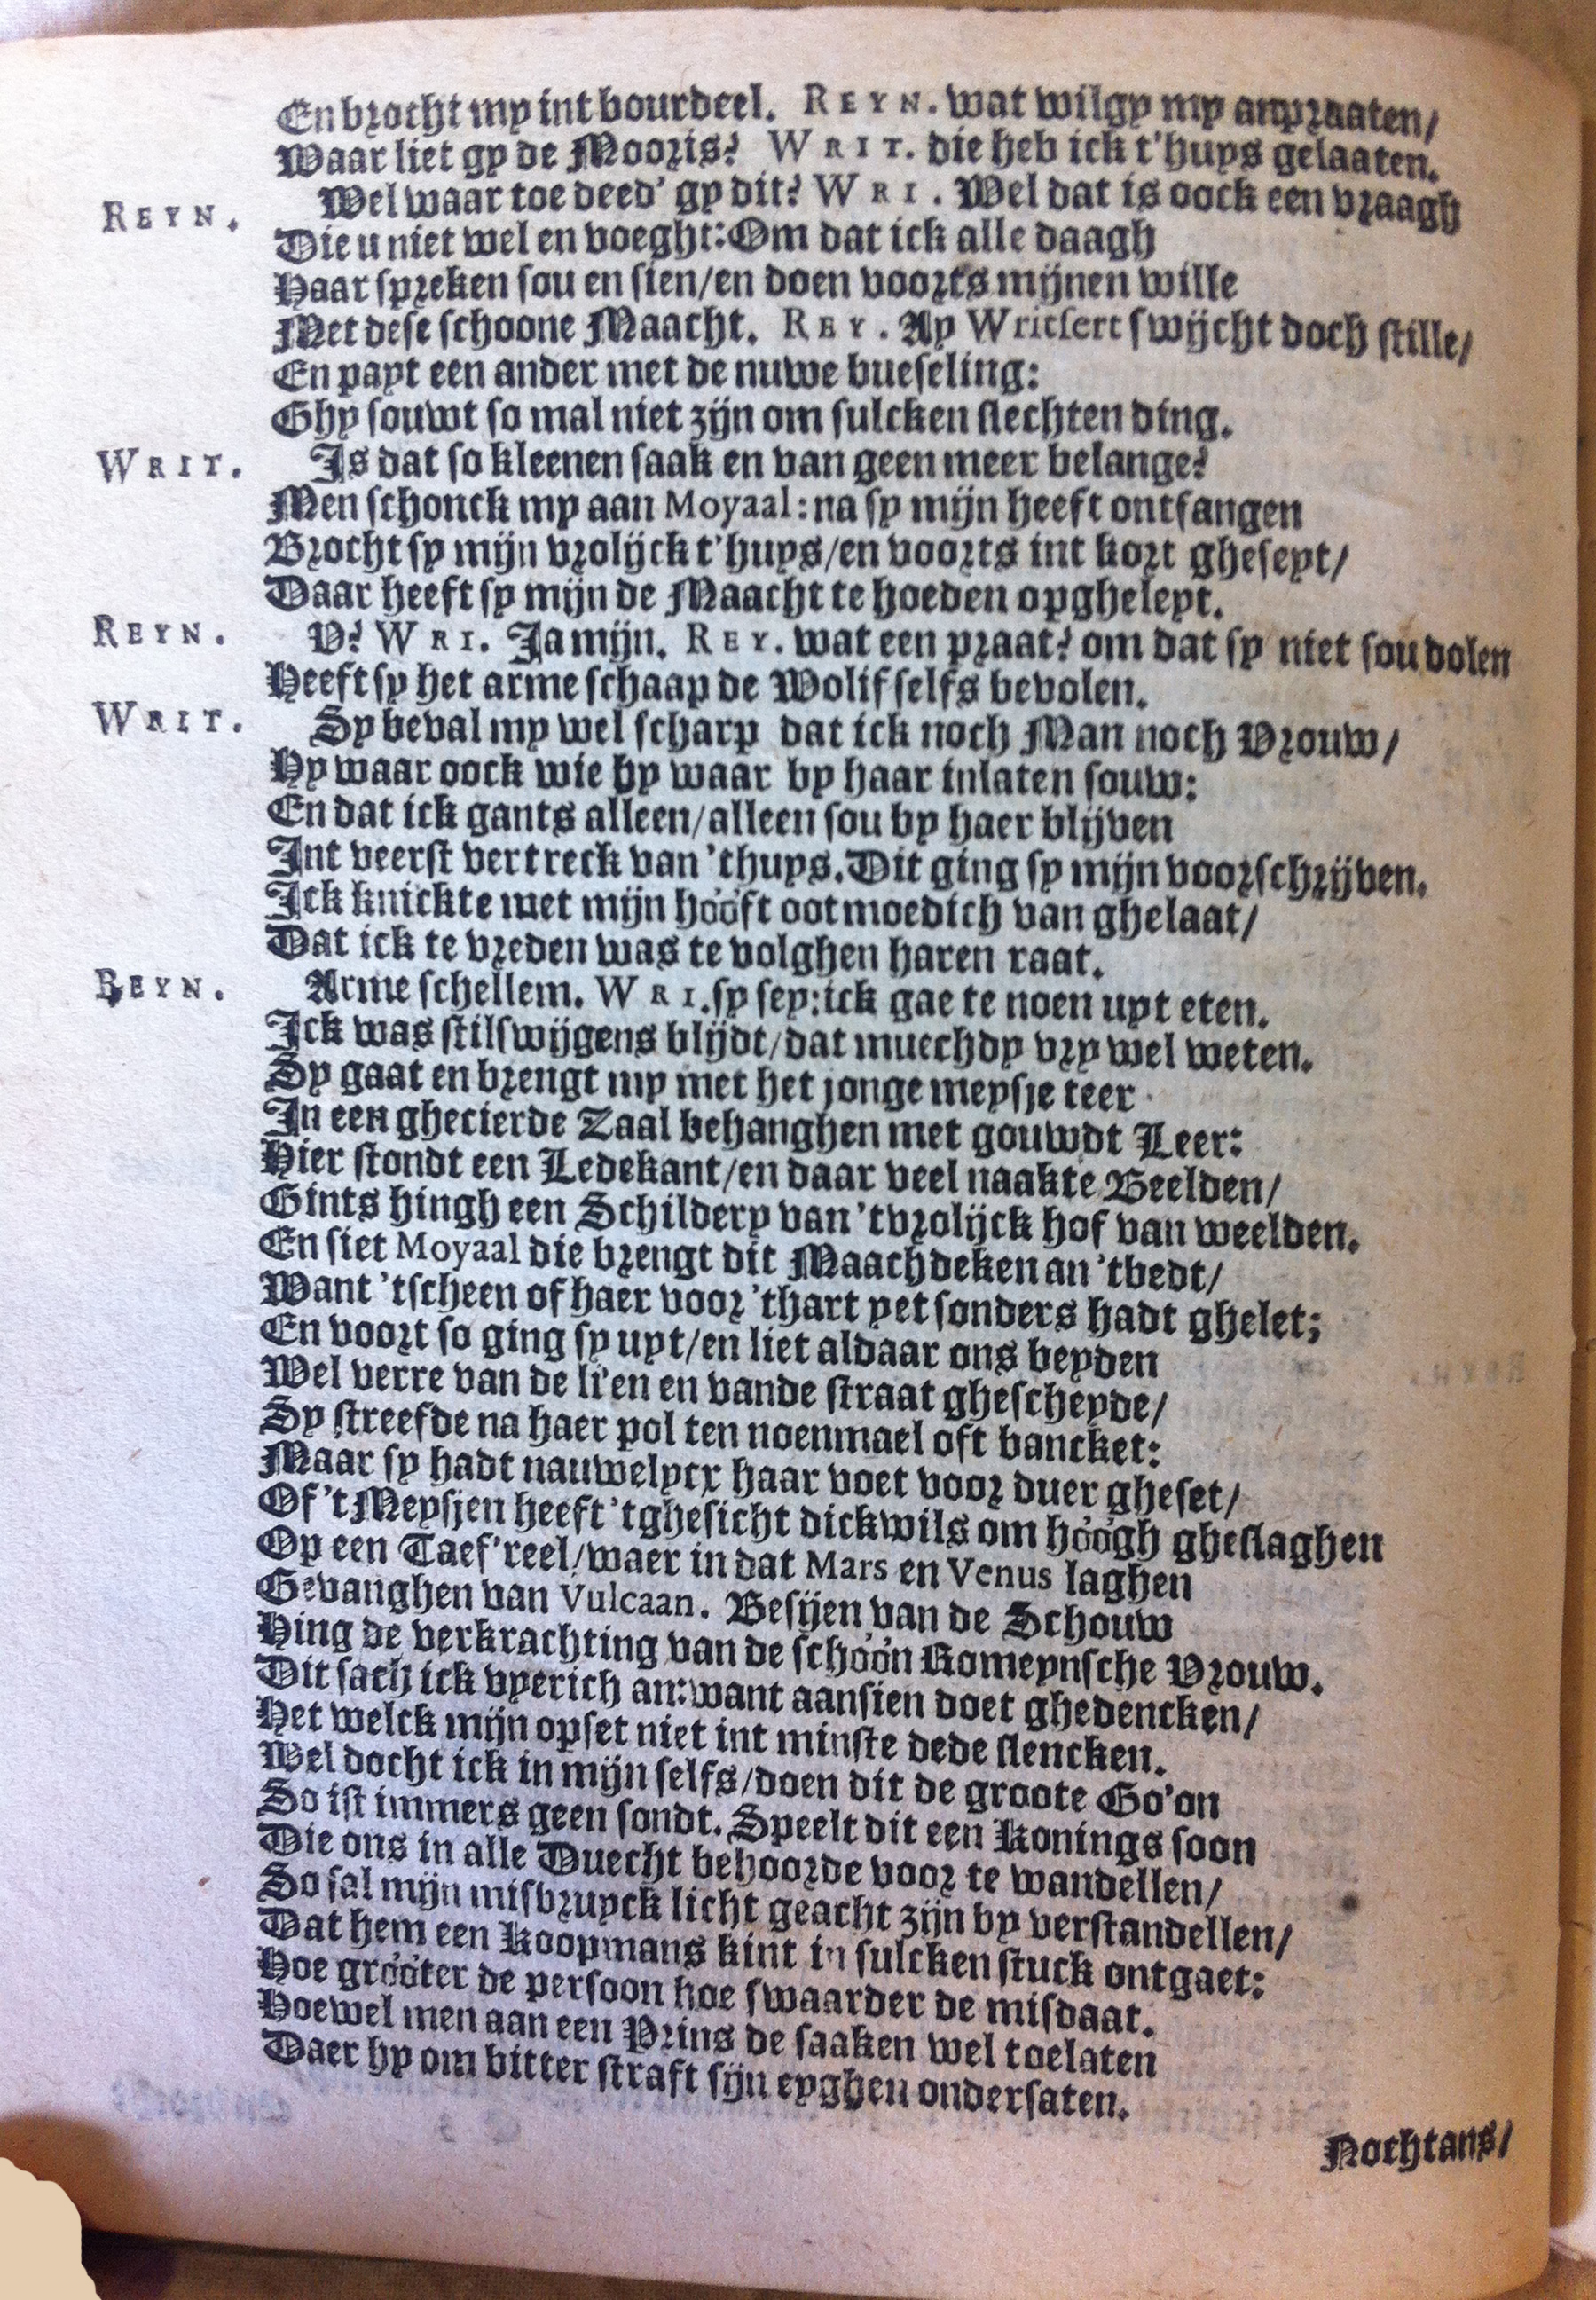 En brocht my int bourdeel. REYN. wat wilgy my anpraaten/
Waar liet gy de Mooris? WRIT. die heb ick t'huys gelaaten.
REYN. Wel waar toe deed' gy dit? WRI. Wel dat is oock een vraagh
Die u niet wel en voeght: Om dat ick alle daagh
Haar spreken sou en sien/en doen voorts mijnen wille
Met dese schoone Maacht. REY. Ay Writsert swijcht doch stille/
En payt een ander met de nuwe bueseling:
Ghy souwt so mal niet zijn om sulcken slechten ding.
WRIT. Is dat so kleenen saak en van geen meer belange?
Men schonck my aan Moyaal: na sy mijn heeft ontfangen
Brocht sy mijn vrolijck t'huys/en voorts int kort gheseyt/
Daar heeft sy mijn de Maacht te hoeden opgheleyt.
REYN. V? WRI. Ja mijn. REY. wat een praat? om dat sy niet sou dolen
Heeft sy het arme schaap de Wolif selfs bevolen.
WRIT. Sy beval my wel scharp dat ick noch Man noch Vrouw/
Hy waar oock wie hy waar by haar inlaten souw:
En dat ick gants alleen/alleen sou by haer blijven
Int veerst vertreck van 'thuys. Dit ging sy mijn voorschrijven.
Ick knickte met mijn hóóft ootmoedich van ghelaat/
Dat ick te vreden was te volghen haren raat.
REYN. Arme schellem. WRI. sy sey: ick gae te noen uyt eten.
Ick was stilswijgens blijdt/dat muechdy vry wel weten.
Sy gaat en brengt my met het jonge meysje teer
In een ghecierde Zaal behanghen met gouwdt Leer:
Hier stondt een Ledekant/en daar veel naakte Beelden/
Gints hingh een Schildery van 'tvrolijck hof van weelden.
En siet Moyaal die brengt dit Maachdeken an 'tbedt/
Want 'tscheen of haer voor 'thart yet sonders hadt ghelet;
En voort so ging sy uyt/en liet aldaar ons beyden
Wel verre van de li'en en vande straat ghescheyde/
Sy streefde na haer pol ten noenmael oft bancket:
Maar sy hadt nauwelycx haar voet voor duer gheset/
Of 't Meysjen heeft 'tghesicht dickwils om hóógh gheslaghen
Op een Taef'reel/waer in dat Mars en Venus laghen
Gevanghen van Vulcaan. Besijen van de Schouw
Hing de verkrachting van de schóón Romeynsche Vrouw.
Dit sach ick vyerich an: want aansien doet ghedencken/
Het welck mijn opset niet int minste dede slencken.
Wel docht ick in mijn selfs/doen dit de groote Go'on
So ist immers geen sondt. Speelt dit een Konings soon
Die ons in alle Duecht behoorde voor te wandellen/
So sal mijn misbruyck licht geacht zijn by verstandellen/
Dat hem een Koopmans kint in sulcken stuck ontgaet:
Hoe gróóter de persoon hoe swaarder de misdaat.
Hoewel men aan een Prins de saaken wel toelaten
Daer hy om bitter straft sijn eyghen ondersaten.
Nochtans/